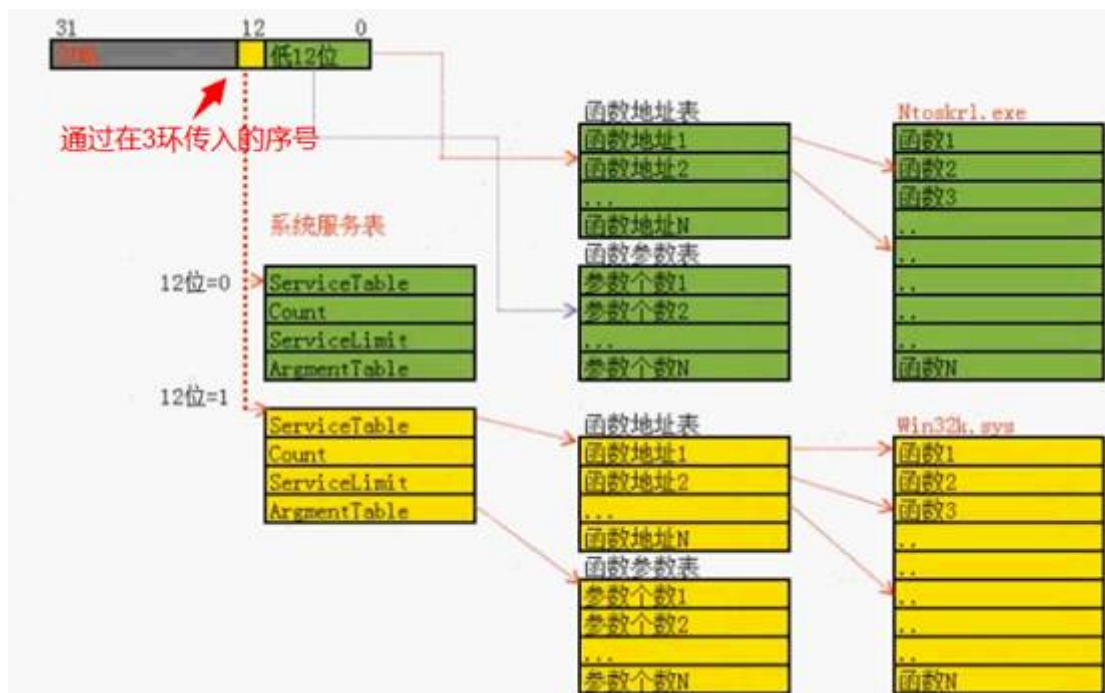 31 12 0
低12位
通过在3环传入的序号
系统服务表
12位=0
ServiceTable
Count
ServiceLimit
ArgmentTable
12位=1
ServiceTable
Count
ServiceLimit
ArgmentTable
函数地址表
函数地址1
函数地址2
...
函数地址N
函数参数表
参数个数1
参数个数2
...
参数个数N
Ntoskrl.exe
函数1
函数2
函数3
..
..
..
..
..
函数N
函数地址表
函数地址1
函数地址2
...
函数地址N
函数参数表
参数个数1
参数个数2
...
参数个数N
Win32k.sys
函数1
函数2
函数3
..
..
..
..
..
函数N